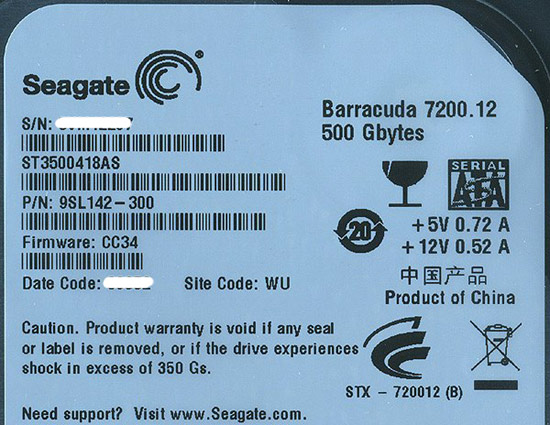 Seagate
S/N:
ST3500418AS
P/N: 9SL142-300
Firmware: CC34
Date Code: Site Code: WU
Barracuda 7200.12
500 Gbytes
SERIAL
ATA
20
+5V 0.72 A
+12V 0.52 A
中国产品
Product of China
Caution. Product warranty is void if any seal
or label is removed, or if the drive experiences
shock in excess of 350 Gs.
STX - 720012 (B)
Need support? Visit www.Seagate.com.